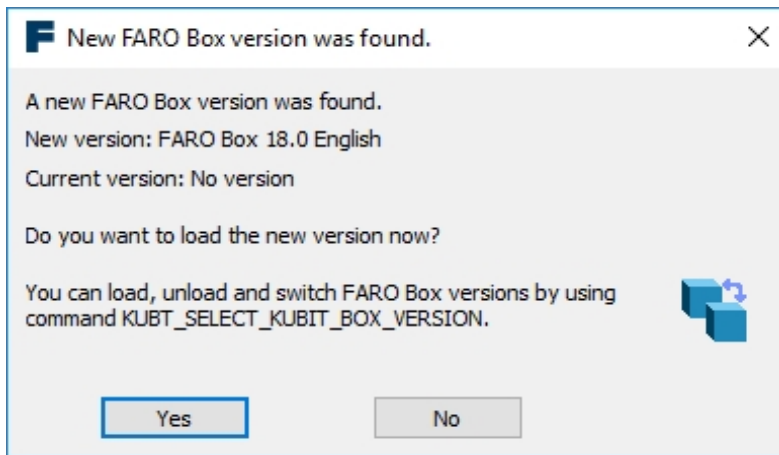 New FARO Box version was found.
A new FARO Box version was found.
New version: FARO Box 18.0 English
Current version: No version
Do you want to load the new version now?
You can load, unload and switch FARO Box versions by using
command KUBT_SELECT_KUBIT_BOX_VERSION.
Yes
No